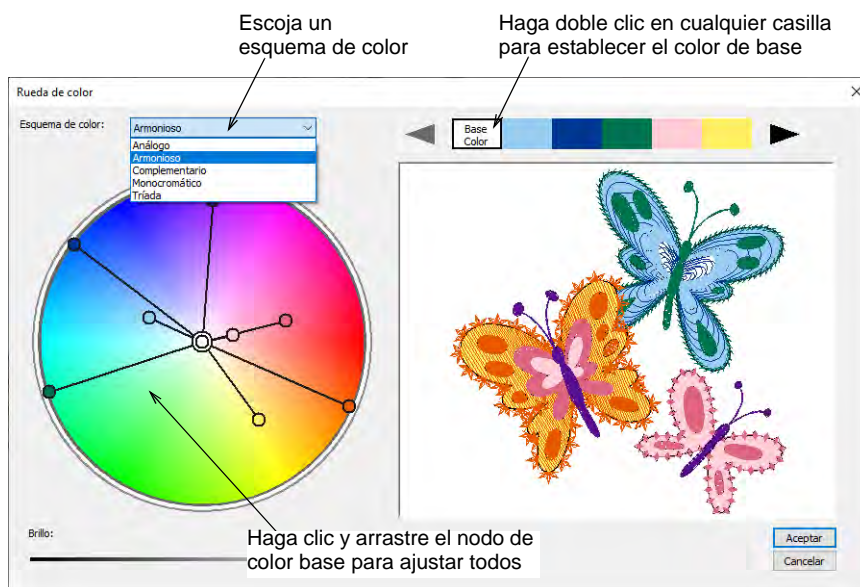 Escoja un
esquema de color
Haga doble clic en cualquier casilla
para establecer el color de base
Rueda de color
Esquema de color:
Armonioso
Análogo
Armonioso
Complementario
Monocromático
Tríada
Base
Color
Haga clic y arrastre el nodo de
color base para ajustar todos
Brillo:
Aceptar
Cancelar